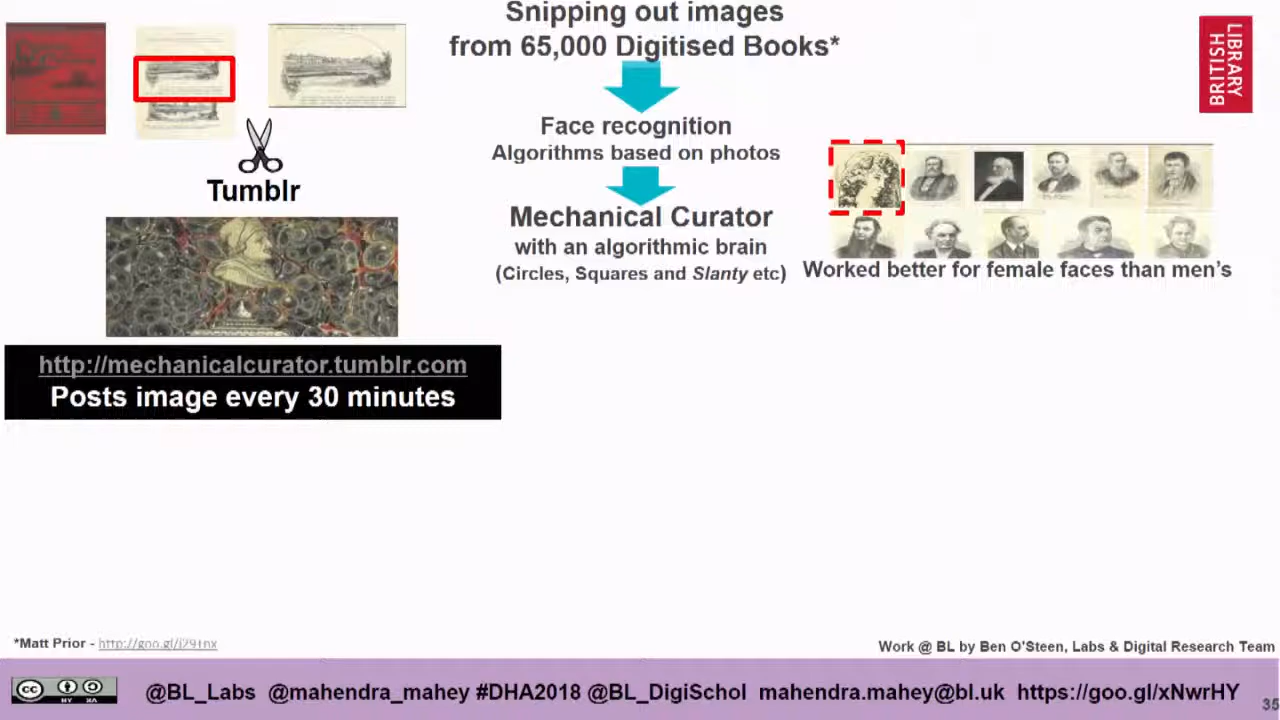 Snipping out images
from 65,000 Digitised Books*
LIBRARY
BRITISH
Face recognition
Algorithms based on photos
Tumblr
Mechanical Curator
with an algorithmic brain
(Circles, Squares and Slanty etc)
Worked better for female faces than men's
http://mechanicalcurator.tumblr.com
Posts image every 30 minutes
*Matt Prior -
Work @ BL by Ben O'Steen, Labs & Digital Research Team
cc
@BL_Labs @mahendra_mahey #DHA2018 @BL_DigiSchol mahendra.mahey@bl.uk https://goo.gl/xNwrHY
35